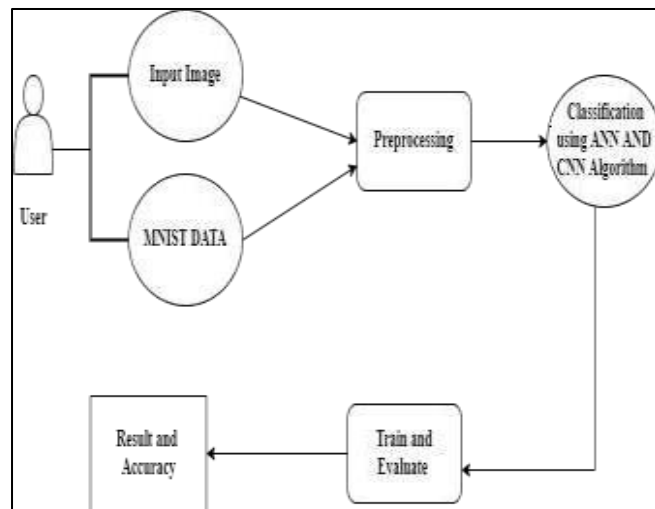 Input Image
User
MNIST DATA
Preprocessing
Classification
using ANN AND
CNN Algorithm
Result and
Accuracy
Train and
Evaluate